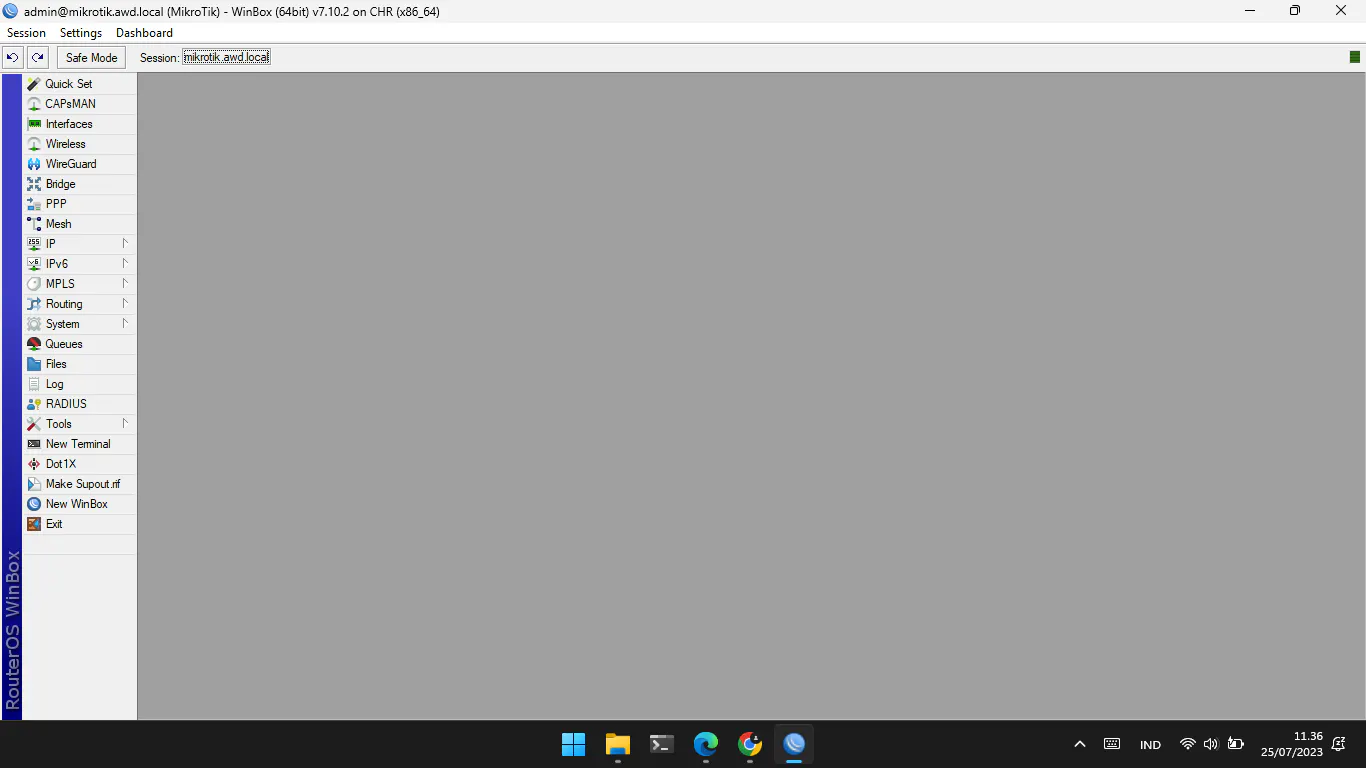 admin@mikrotik.awd.local (MikroTik) - WinBox (64bit) v7.10.2 on CHR (x86_64)
Session Settings Dashboard
Safe Mode Session: mikrotik.awd.local
Quick Set
CAPsMAN
Interfaces
Wireless
WireGuard
Bridge
PPP
Mesh
255 IP
v6 IPv6
MPLS
Routing
System
Queues
Files
Log
RADIUS
Tools
New Terminal
Dot1X
Make Supout.rif
New WinBox
Exit
RouterOS WinBox
IND
11.36
25/07/2023